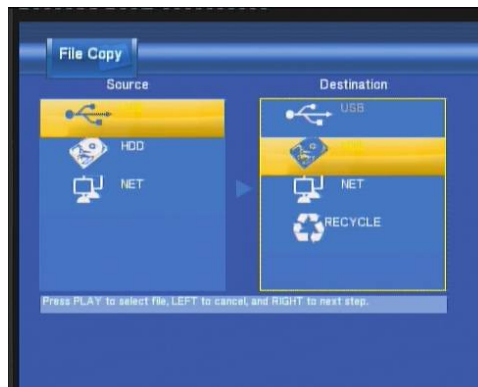 File Copy
Source
Destination
USB
HDD
NET
NET
RECYCLE
Press PLAY to select file, LEFT to cancel, and RIGHT to next step.